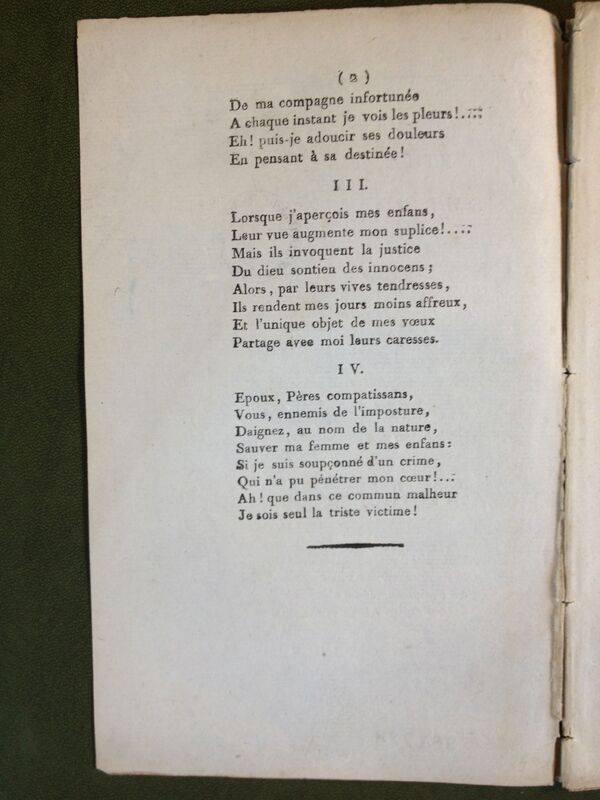 ( 2 )
De ma compagne infortunée
A chaque instant je vois les pleurs!....
Eh! puis-je adoucir ses douleurs
En pensant à sa destinée!
III.
Lorsque j'aperçois mes enfans,
Leur vue augmente mon suplice!....
Mais ils invoquent la justice
Du dieu sontien des innocens;
Alors, par leurs vives tendresses,
Ils rendent mes jours moins affreux,
Et l'unique objet de mes vœux
Partage avec moi leurs caresses.
IV.
Epoux, Pères compatissans,
Vous, ennemis de l'imposture,
Daignez, au nom de la nature,
Sauver ma femme et mes enfans:
Si je suis soupçonné d'un crime,
Qui n'a pu pénétrer mon cœur!...
Ah! que dans ce commun malheur
Je sois seul la triste victime!